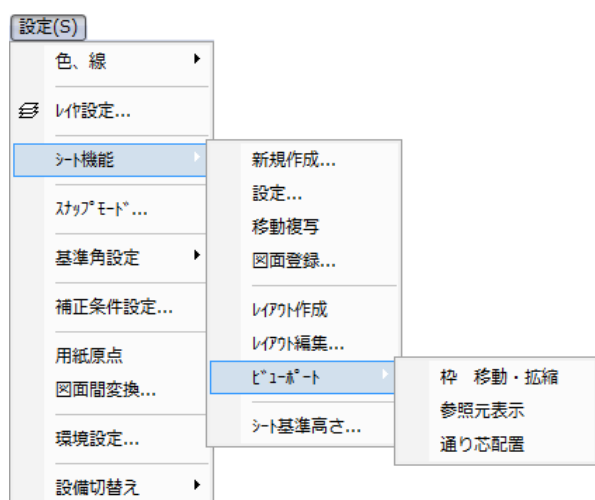 設定(S)
色、線
ﾚｲﾔ設定...
ｼｰﾄ機能
ｽﾅｯﾌﾟﾓｰﾄﾞ...
基準角設定
補正条件設定...
用紙原点
図面間変換...
環境設定...
設備切替え
新規作成...
設定...
移動複写
図面登録...
ﾚｲｱｳﾄ作成
ﾚｲｱｳﾄ編集...
ﾋﾞｭｰﾎﾟｰﾄ
ｼｰﾄ基準高さ...
枠 移動・拡縮
参照元表示
通り芯配置